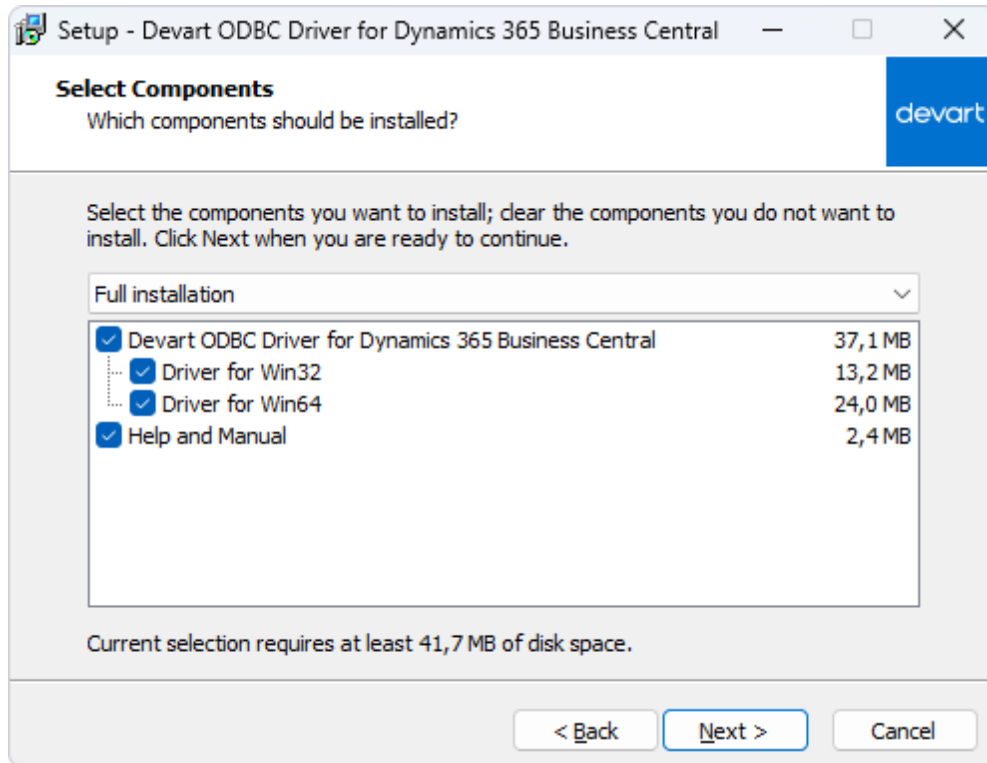 Setup - Devart ODBC Driver for Dynamics 365 Business Central
Select Components
Which components should be installed?
devart
Select the components you want to install; clear the components you do not want to
install. Click Next when you are ready to continue.
Full installation
Devart ODBC Driver for Dynamics 365 Business Central 37,1 MB
Driver for Win32 13,2 MB
Driver for Win64 24,0 MB
Help and Manual 2,4 MB
Current selection requires at least 41,7 MB of disk space.
< Back Next > Cancel